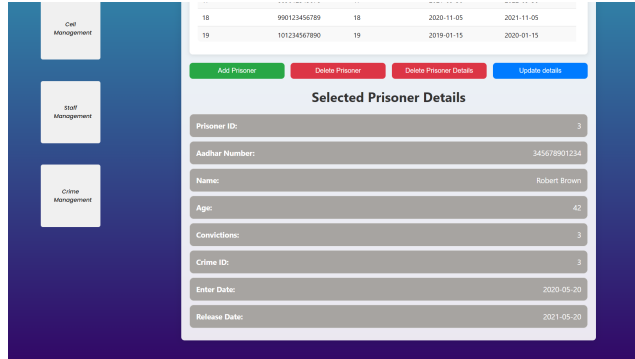 Cell
Management
18 990123456789 18 2020-11-05 2021-11-05
19 101234567890 19 2019-01-15 2020-01-15
Add Prisoner Delete Prisoner Delete Prisoner Details Update details
Staff
Management
Selected Prisoner Details
Prisoner ID: 3
Aadhar Number: 345678901234
Name: Robert Brown
Crime
Management
Age: 42
Convictions: 3
Crime ID: 3
Enter Date: 2020-05-20
Release Date: 2021-05-20